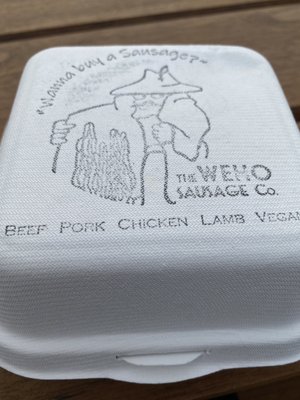 "Wanna buy a Sausage?"
THE WEHO
SAUSAGE CO.
BEEF PORK CHICKEN LAMB VEGAN